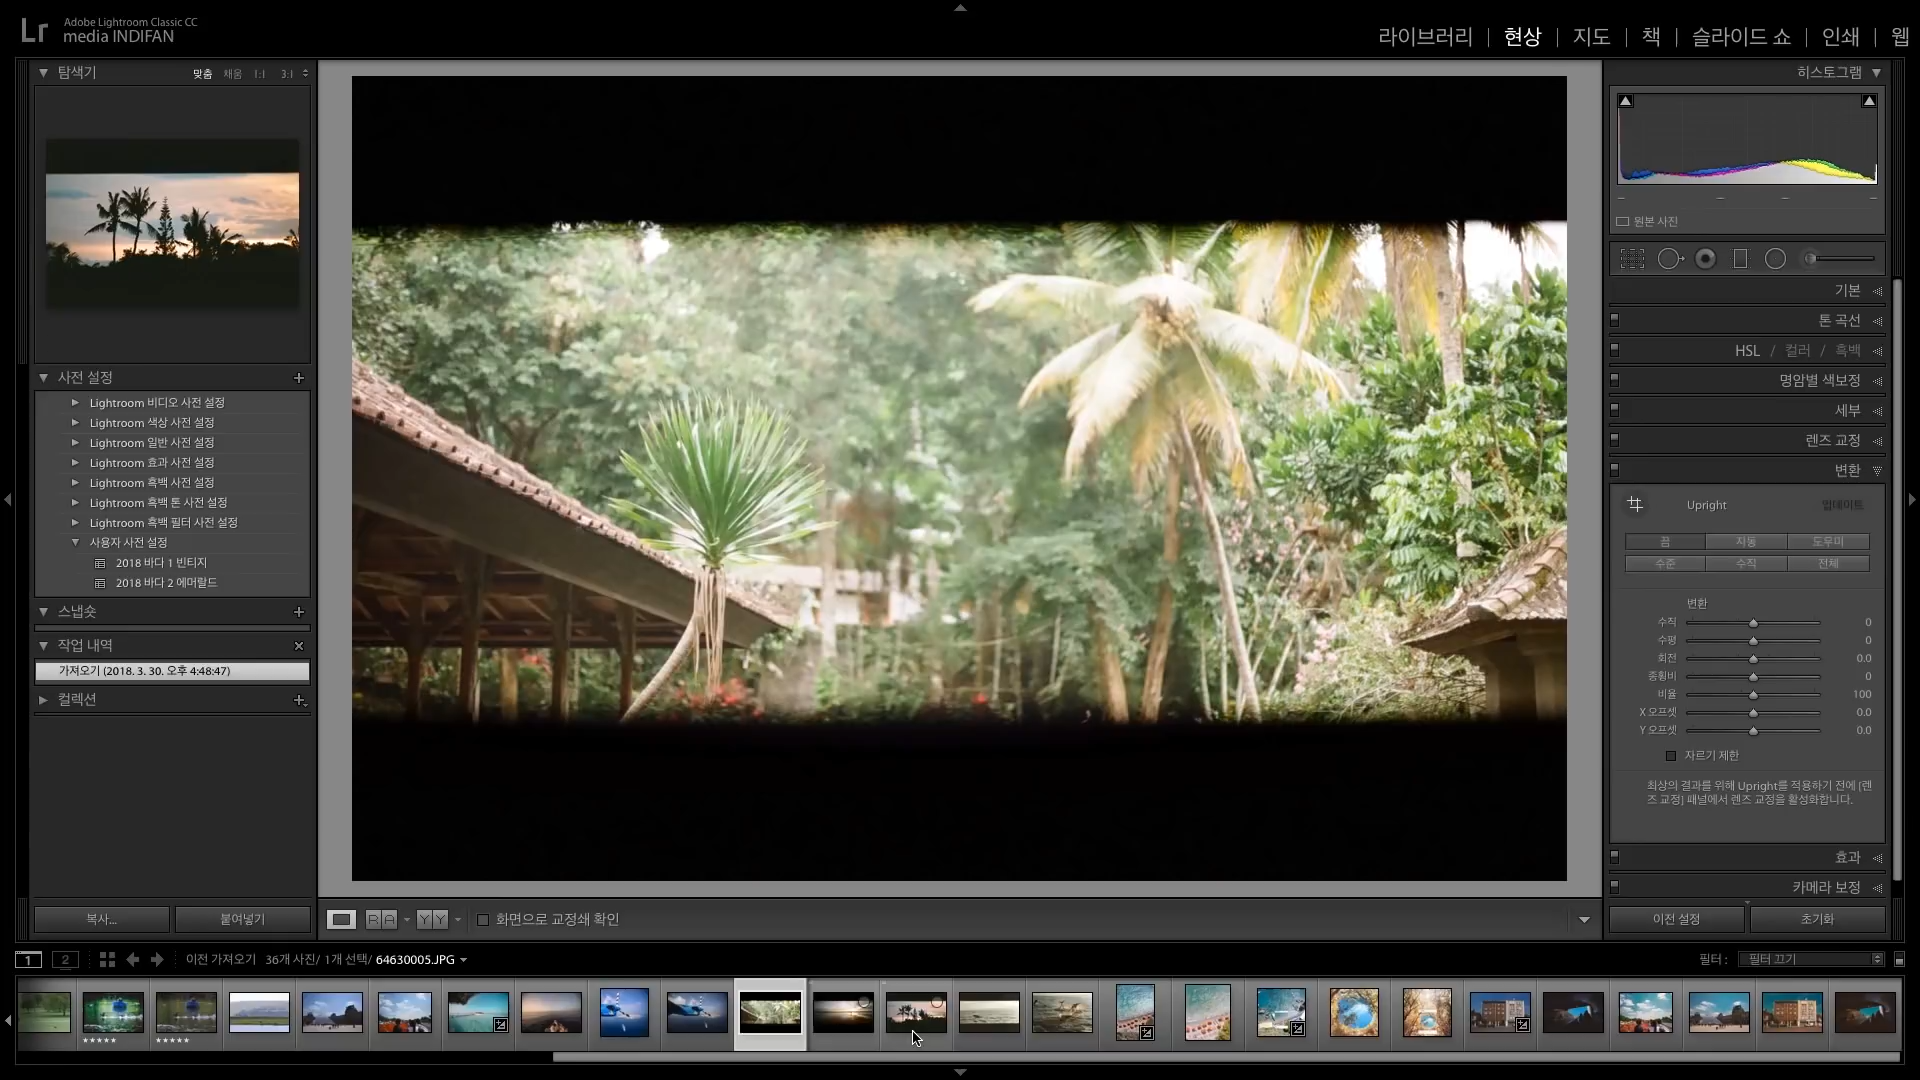 Lr
Adobe Lightroom Classic CC
media INDIFAN
라이브러리 | 현상 | 지도 | 책 | 슬라이드 쇼 | 인쇄 | 웹
탐색기 맞춤 채움 1:1 3:1
사전 설정
Lightroom 비디오 사전 설정
Lightroom 색상 사전 설정
Lightroom 일반 사전 설정
Lightroom 효과 사전 설정
Lightroom 흑백 사전 설정
Lightroom 흑백 톤 사전 설정
Lightroom 흑백 필터 사전 설정
사용자 사전 설정
2018 바다 1 빈티지
2018 바다 2 에머랄드
스냅숏
작업 내역
가져오기 (2018. 3. 30. 오후 4:48:47)
컬렉션
복사...
붙여넣기
RA
YY
화면으로 교정쇄 확인
히스토그램
원본 사진
기본
톤 곡선
HSL / 컬러 / 흑백
명암별 색보정
세부
렌즈 교정
변환
Upright 업데이트
끔 자동 도우미
수준 수직 전체
변환
수직 0
수평 0
회전 0.0
종횡비 0
비율 100
X 오프셋 0.0
Y 오프셋 0.0
자르기 제한
최상의 결과를 위해 Upright를 적용하기 전에 [렌
즈 교정] 패널에서 렌즈 교정을 활성화합니다.
효과
카메라 보정
이전 설정
초기화
1 2 이전 가져오기 36개 사진/ 1개 선택/ 64630005.JPG
필터 : 필터 끄기